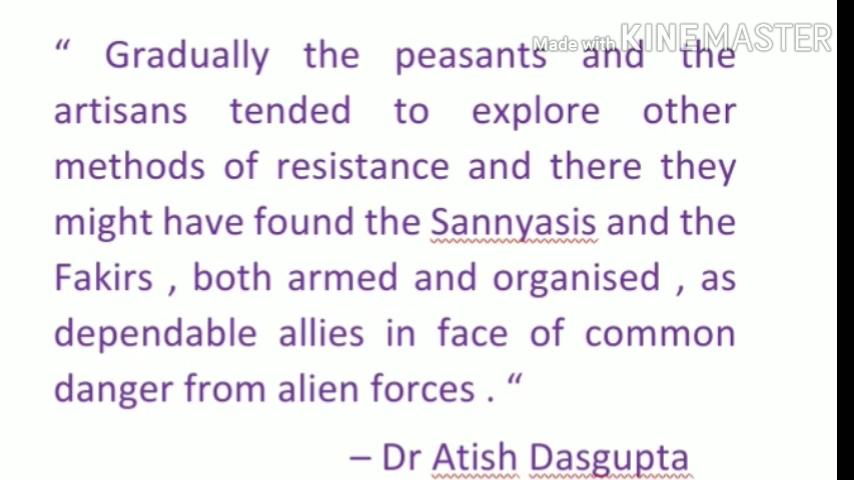 Made with KINEMASTER
“ Gradually the peasants and the
artisans tended to explore other
methods of resistance and there they
might have found the Sannyasis and the
Fakirs , both armed and organised , as
dependable allies in face of common
danger from alien forces . “
– Dr Atish Dasgupta